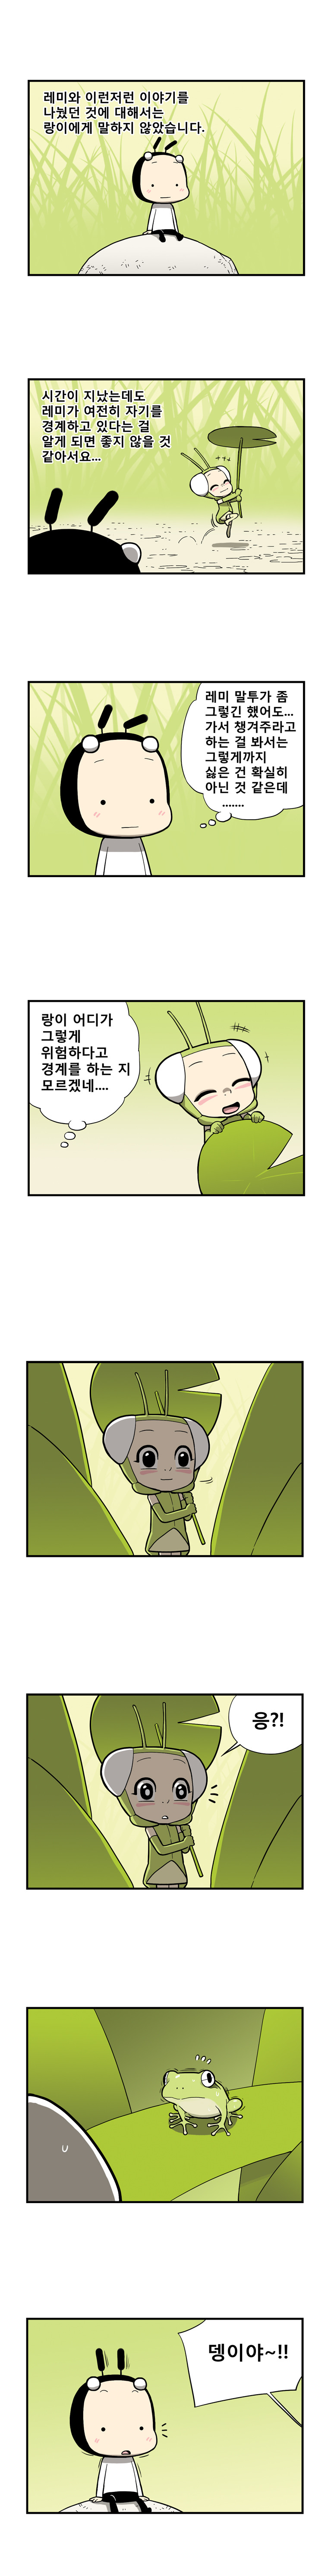 레미와 이런저런 이야기를
나눴던 것에 대해서는
랑이에게 말하지 않았습니다.
시간이 지났는데도
레미가 여전히 자기를
경계하고 있다는 걸
알게 되면 좋지 않을 것
같아서요...
레미 말투가 좀
그렇긴 했어도...
가서 챙겨주라고
하는 걸 봐서는
그렇게까지
싫은 건 확실히
아닌 것 같은데
.......
랑이 어디가
그렇게
위험하다고
경계를 하는 지
모르겠네....
응?!
뎅이야~!!